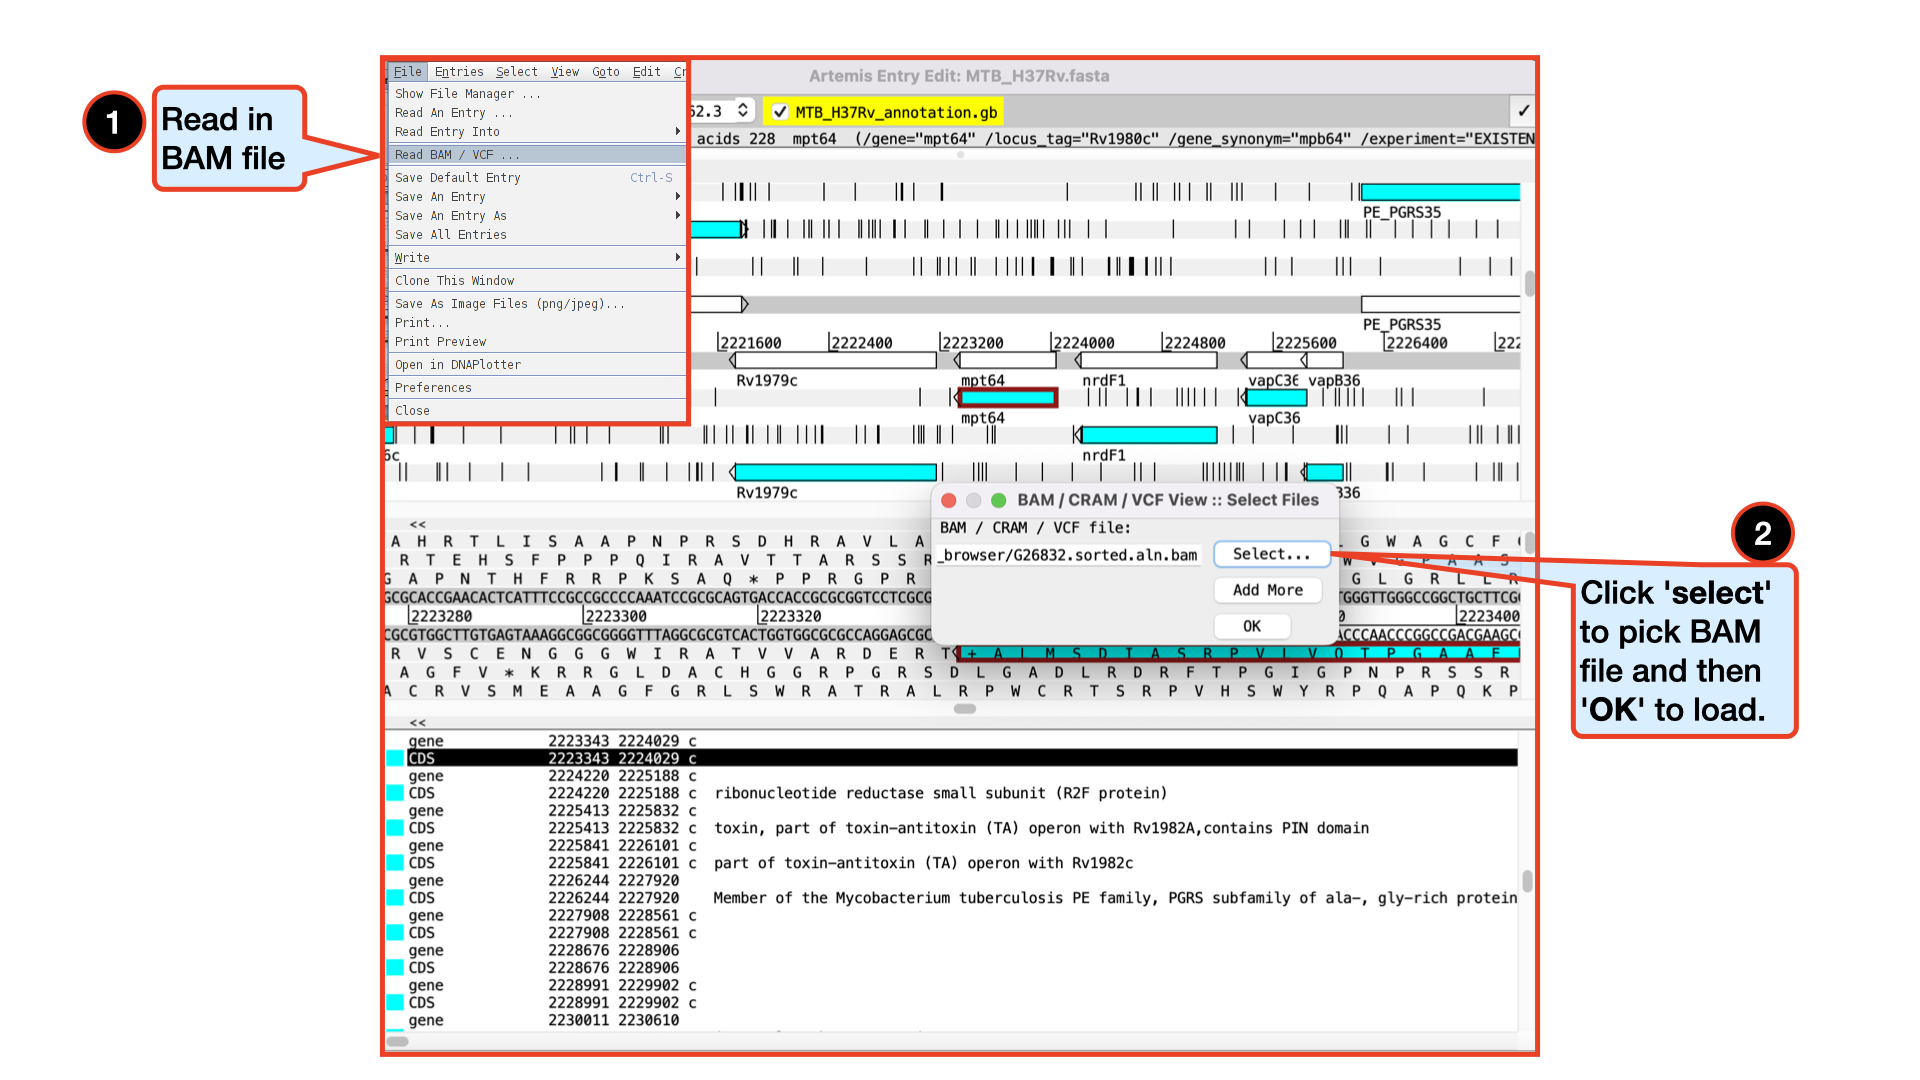 1
Read in
BAM file
File Entries Select View Goto Edit Cr
Show File Manager ...
Read An Entry ...
Read Entry Into
Read BAM / VCF ...
Save Default Entry Ctrl-S
Save An Entry
Save An Entry As
Save All Entries
Write
Clone This Window
Save As Image Files (png/jpeg)...
Print...
Print Preview
Open in DNAPlotter
Preferences
Close
Artemis Entry Edit: MTB_H37Rv.fasta
62.3 MTB_H37Rv_annotation.gb
acids 228 mpt64 (/gene="mpt64" /locus_tag="Rv1980c" /gene_synonym="mpb64" /experiment="EXISTEN
PE_PGRS35
PE_PGRS35
2221600 2222400 2223200 2224000 2224800 2225600 2226400 222
Rv1979c mpt64 nrdF1 vapC36 vapB36
mpt64 vapC36
6c nrdF1
Rv1979c B36
BAM / CRAM / VCF View :: Select Files
BAM / CRAM / VCF file:
_browser/G26832.sorted.aln.bam Select...
Add More
OK
2
Click 'select'
to pick BAM
file and then
'OK' to load.
<<
A H R T L I S A A P N P R S D H R A V L A G W A G C F
R T E H S F P P P Q I R A V T T A R S S
G A P N T H F R R P K S A Q * P P R G P R G L G R L L R
GCGCACCGAACACTCATTTCCGCCGCCCCAAATCCGCGCAGTGACCACCGCGCGGTCCTCGCG GGGTTGGGCCGGCTGCTTCG
2223280 2223300 2223320 2223400
CGCGTGGCTTGTGAGTAAAGGCGGCGGGGTTTAGGCGCGTCACTGGTGGCGCGCCAGGAGCGC ACCCAACCCGGCCGACGAAGC
R V S C E N G G G W I R A T V V A R D E R T + A L M S D I A S R P V L V Q T P G A A F
A G F V * K R R G L D A C H G G R P G R S D L G A D L R D R F T P G I G P N P R S S R
A C R V S M E A A G F G R L S W R A T R A L R P W C R T S R P V H S W Y R P Q A P Q K P
<<
gene 2223343 2224029 c
CDS 2223343 2224029 c
gene 2224220 2225188 c
CDS 2224220 2225188 c ribonucleotide reductase small subunit (R2F protein)
gene 2225413 2225832 c
CDS 2225413 2225832 c toxin, part of toxin-antitoxin (TA) operon with Rv1982A,contains PIN domain
gene 2225841 2226101 c
CDS 2225841 2226101 c part of toxin-antitoxin (TA) operon with Rv1982c
gene 2226244 2227920
CDS 2226244 2227920 Member of the Mycobacterium tuberculosis PE family, PGRS subfamily of ala-, gly-rich protein
gene 2227908 2228561 c
CDS 2227908 2228561 c
gene 2228676 2228906
CDS 2228676 2228906
gene 2228991 2229902 c
CDS 2228991 2229902 c
gene 2230011 2230610